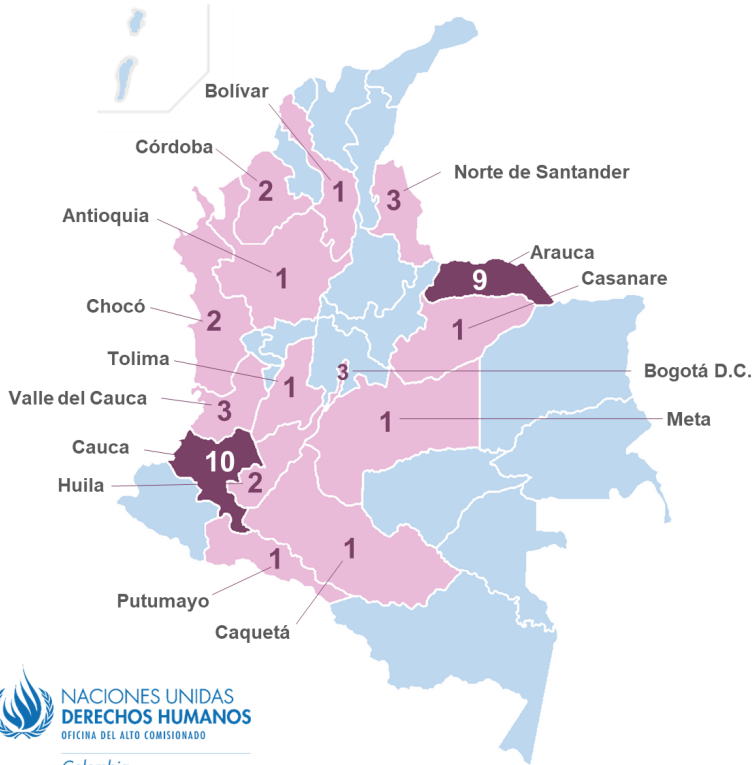 Bolívar
Córdoba
2
1
Norte de Santander
3
Antioquia
1
Arauca
9
Casanare
1
Chocó
2
Tolima
1
3
Bogotá D.C.
Valle del Cauca
3
1
Meta
Cauca
10
Huila
2
1
1
Putumayo
Caquetá
NACIONES UNIDAS
DERECHOS HUMANOS
OFICINA DEL ALTO COMISIONADO